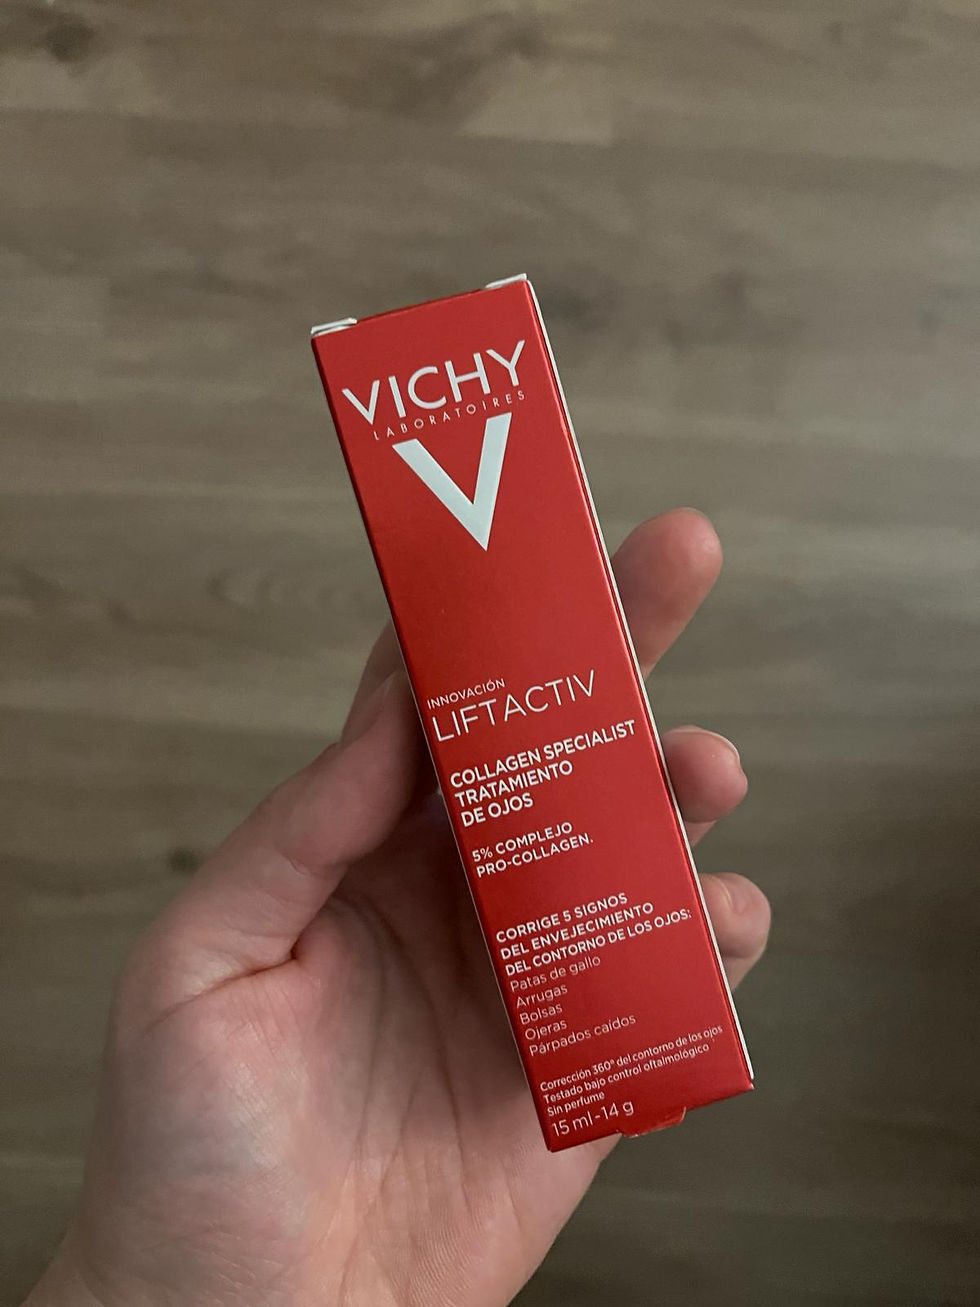 VICHY
LABORATOIRES
V
INNOVACIÓN
LIFTACTIV
COLLAGEN SPECIALIST
TRATAMIENTO
DE OJOS
5% COMPLEJO
PRO-COLLAGEN.
CORRIGE 5 SIGNOS
DEL ENVEJECIMIENTO
DEL CONTORNO DE LOS OJOS:
Patas de gallo
Arrugas
Bolsas
Ojeras
Párpados caídos
Corrección 360° del contorno de los ojos
Testado bajo control oftalmológico
Sin perfume
15 ml-14 g